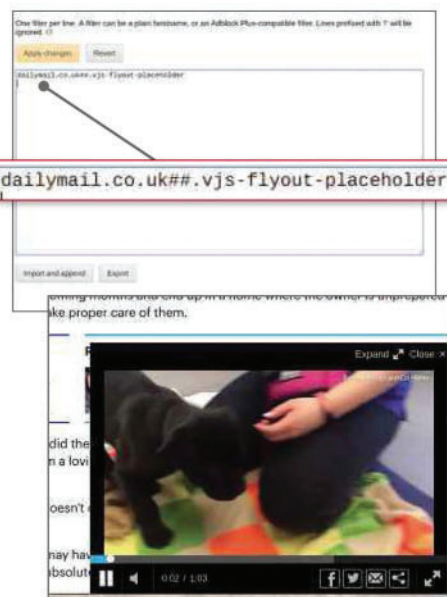 One filter per line. A filter can be a plain hostname, or an Adblock Plus-compatible filter. Lines prefixed with '!' will be
ignored.
Apply changes Revert
dailymail.co.uk##.vjs-flyout-placeholder
dailymail.co.uk##.vjs-flyout-placeholder
Import and append Export
coming months and end up in a home where the owner is unprepared
ke proper care of them.
Expand Close ×
did the
n a lovi
oesn't
may hav
bsolut
0:02 / 1:03